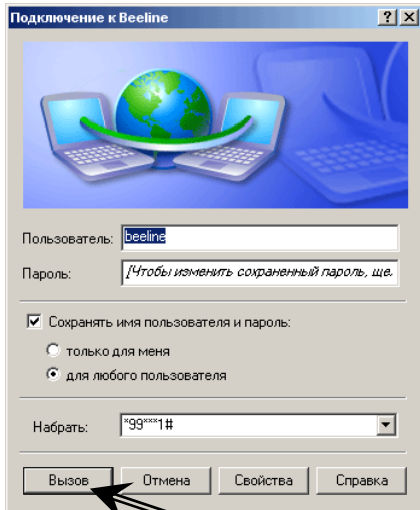 Подключение к Beeline
Пользователь: beeline
Пароль: [Чтобы изменить сохраненный пароль, ще.
Сохранять имя пользователя и пароль:
только для меня
для любого пользователя
Набрать: *99***1#
Вызов Отмена Свойства Справка